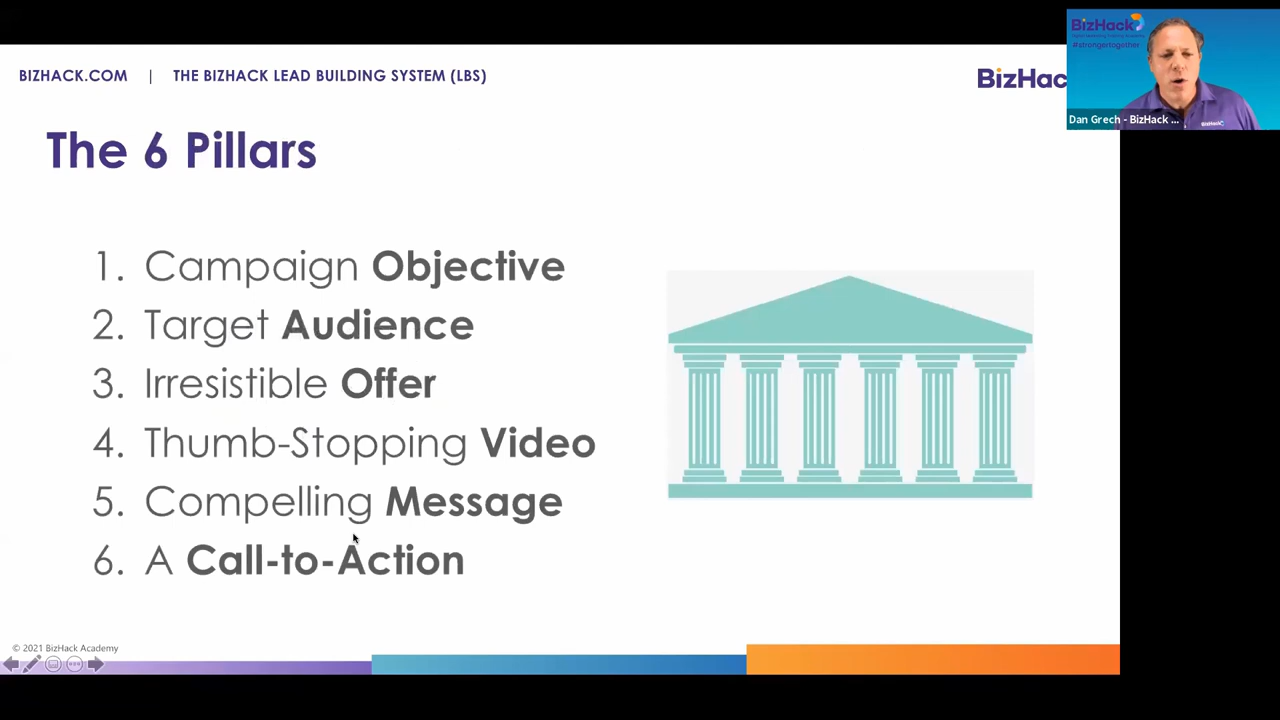 BIZHACK.COM | THE BIZHACK LEAD BUILDING SYSTEM (LBS)
BizHac
BizHack
#strongertogether
Dan Grech - BizHack ...
BizHack
The 6 Pillars
1. Campaign Objective
2. Target Audience
3. Irresistible Offer
4. Thumb-Stopping Video
5. Compelling Message
6. A Call-to-Action
© 2021 BizHack Academy